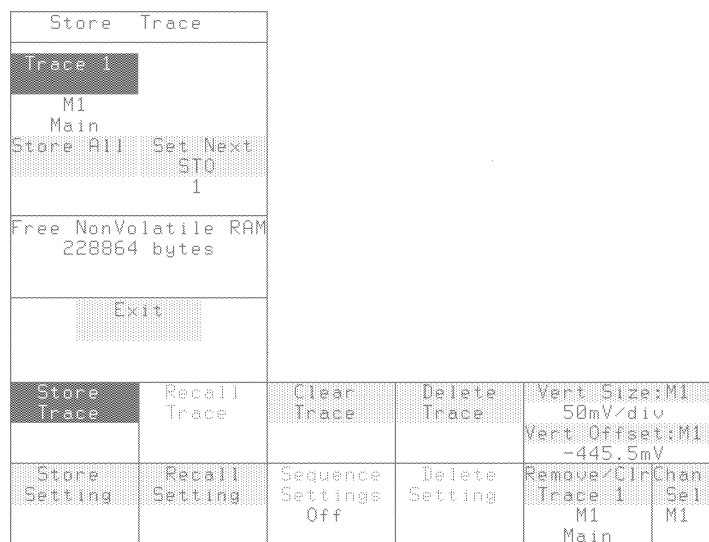 Store Trace
Trace 1
M1
Main
Store All
Set Next
STO
1
Free NonVolatile RAM
228864 bytes
Exit
Store
Trace
Recall
Trace
Clear
Trace
Delete
Trace
Vert Size:M1
50mV/div
Vert Offset:M1
-445.5mV
Store
Setting
Recall
Setting
Sequence
Settings
Off
Delete
Setting
Remove/Clr
Trace 1
M1
Main
Chan
Sel
M1